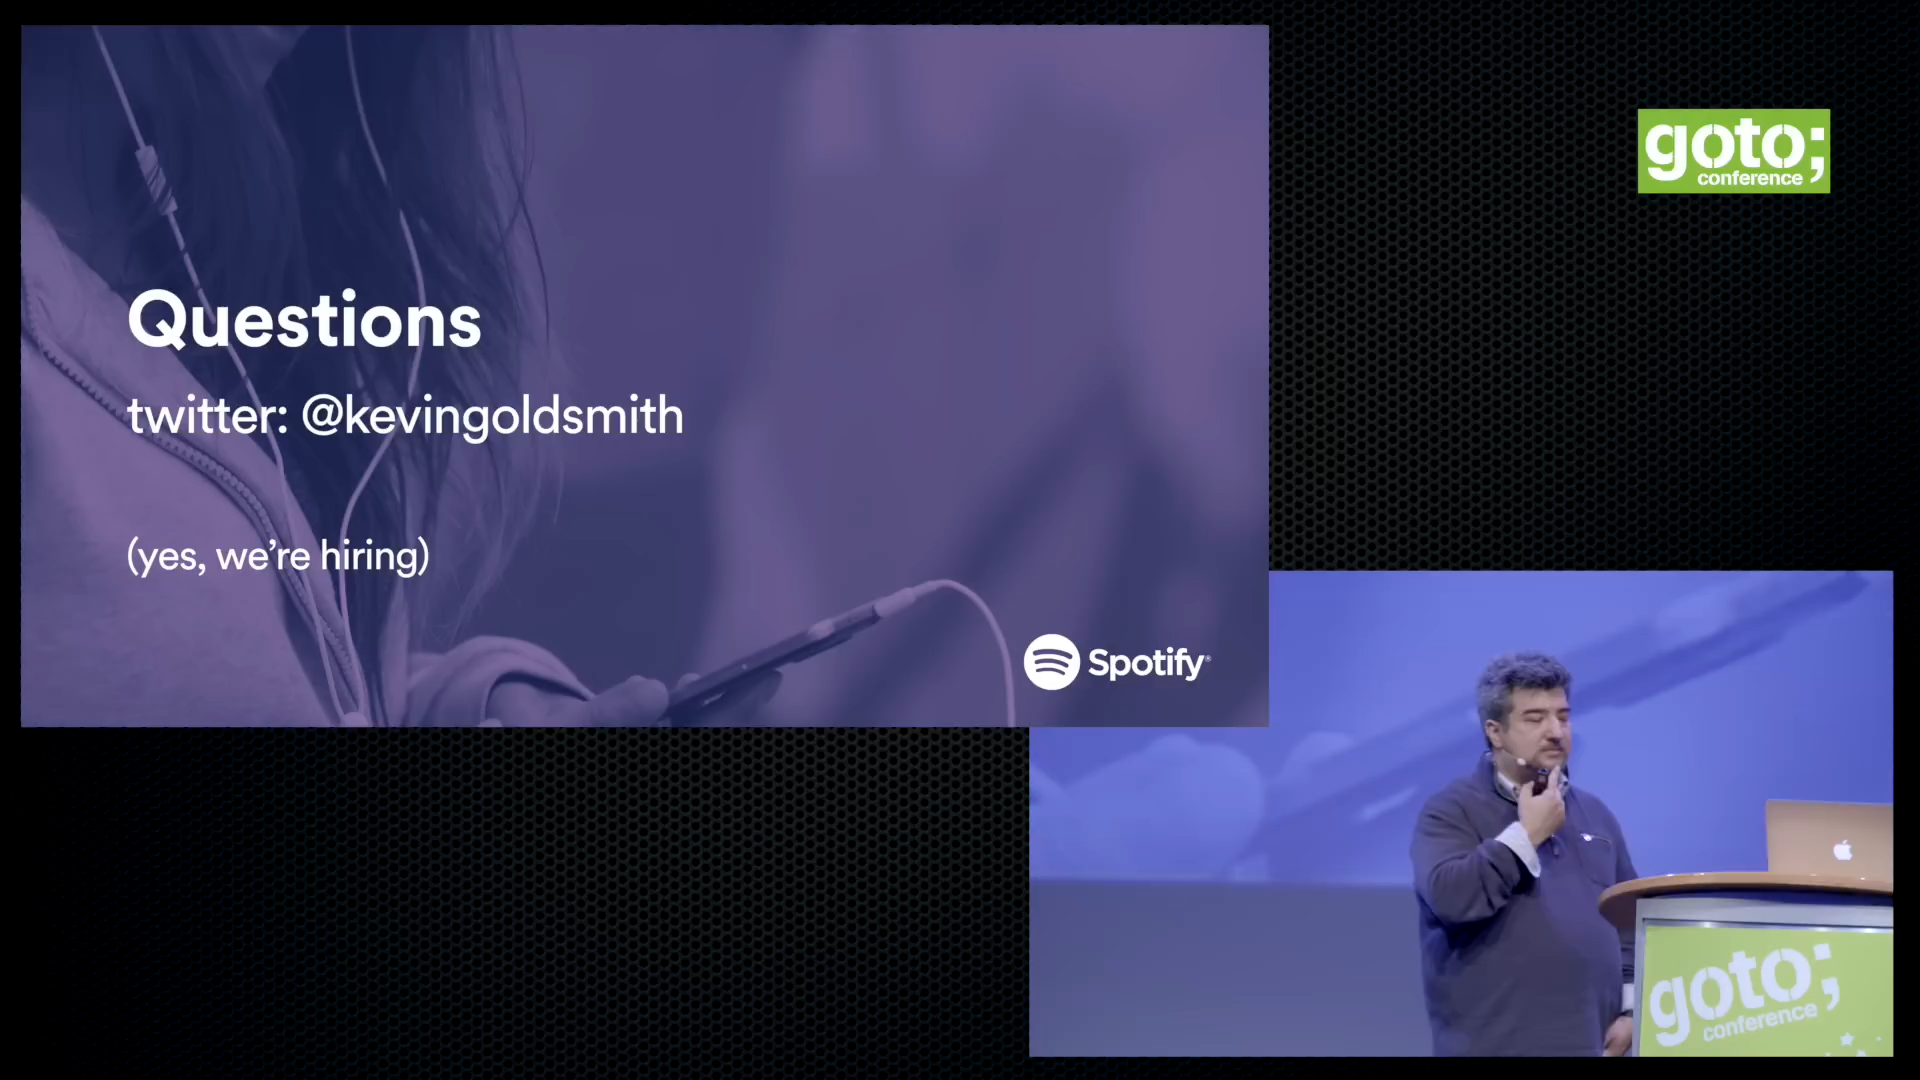 Questions
twitter: @kevingoldsmith
(yes, we're hiring)
Spotify
goto;
conference
goto;
conference